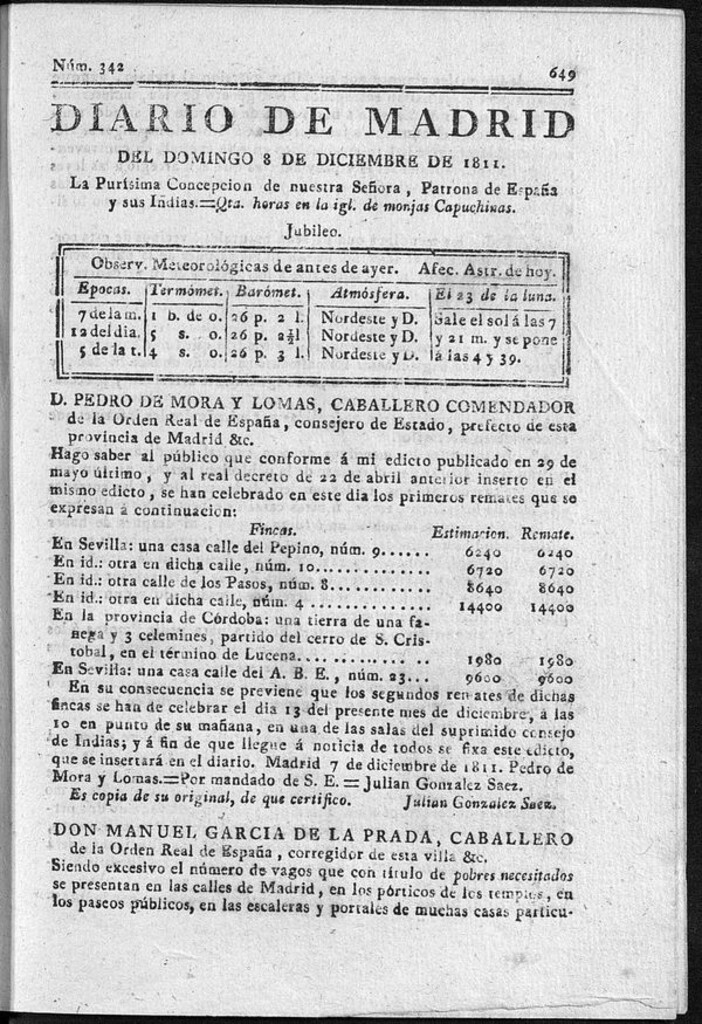 Núm. 342
649
DIARIO DE MADRID
DEL DOMINGO 8 DE DICIEMBRE DE 1811.
La Purísima Concepcion de nuestra Señora, Patrona de España
y sus Indias.=Qta. horas en la igl. de monjas Capuchinas.
Jubileo.
Observ. Meteorológicas de antes de ayer. Afec. Astr. de hoy.
Epocas. Termómet. Barómet. Atmósfera. El 23 de la luna.
7 de la m. 1 b. de 0. 26 p. 2 l. Nordeste y D. Sale el sol á las 7
12 del dia. 5 s. 0. 26 p. 2½l Nordeste y D. y 21 m. y se pone
5 de la t. 4 s. 0. 26 p. 3 l. Nordeste y D. á las 4 y 39.
D. PEDRO DE MORA Y LOMAS, CABALLERO COMENDADOR
de la Orden Real de España, consejero de Estado, prefecto de esta
provincia de Madrid &c.
Hago saber al público que conforme á mi edicto publicado en 29 de
mayo último, y al real decreto de 22 de abril anterior inserto en el
mismo edicto, se han celebrado en este dia los primeros remates que se
expresan á continuacion:
Fincas. Estimacion. Remate.
En Sevilla: una casa calle del Pepino, núm. 9...... 6240 6240
En id.: otra en dicha calle, núm. 10.............. 6720 6720
En id.: otra calle de los Pasos, núm. 8............ 8640 8640
En id.: otra en dicha calle, núm. 4 .............. 14400 14400
En la provincia de Córdoba: una tierra de una fa-
nega y 3 celemines, partido del cerro de S. Cris-
tobal, en el término de Lucena............. 1980 1980
En Sevilla: una casa calle del A. B. E., núm. 23... 9600 9600
En su consecuencia se previene que los segundos remates de dichas
fincas se han de celebrar el dia 13 del presente mes de diciembre, á las
10 en punto de su mañana, en una de las salas del suprimido consejo
de Indias; y á fin de que llegue á noticia de todos se fixa este edicto,
que se insertará en el diario. Madrid 7 de diciembre de 1811. Pedro de
Mora y Lomas.=Por mandado de S. E. = Julian Gonzalez Saez.
Es copia de su original, de que certifico. Julian Gonzalez Saez.
DON MANUEL GARCIA DE LA PRADA, CABALLERO
de la Orden Real de España, corregidor de esta villa &c.
Siendo excesivo el número de vagos que con título de pobres necesitados
se presentan en las calles de Madrid, en los pórticos de los templos, en
los paseos públicos, en las escaleras y portales de muchas casas particu-